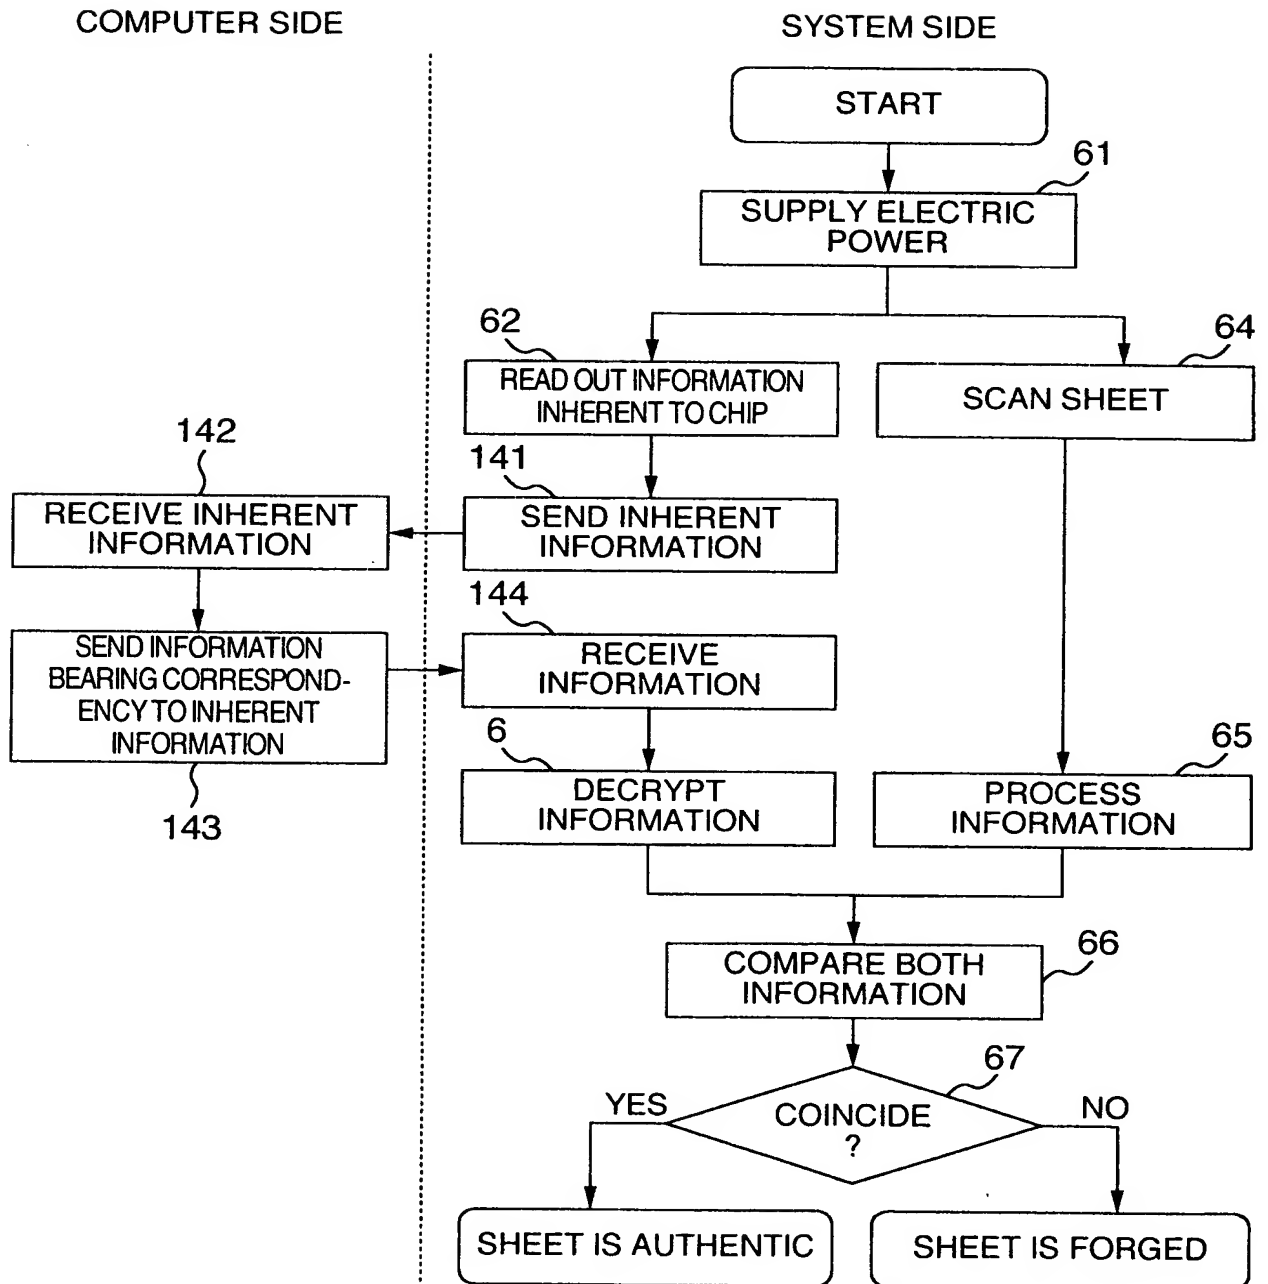 COMPUTER SIDE
SYSTEM SIDE
START
61
SUPPLY ELECTRIC
POWER
62
READ OUT INFORMATION
INHERENT TO CHIP
64
SCAN SHEET
141
SEND INHERENT
INFORMATION
142
RECEIVE INHERENT
INFORMATION
SEND INFORMATION
BEARING CORRESPOND-
ENCY TO INHERENT
INFORMATION
143
144
RECEIVE
INFORMATION
6
DECRYPT
INFORMATION
65
PROCESS
INFORMATION
COMPARE BOTH
INFORMATION
66
67
COINCIDE
?
YES
NO
SHEET IS AUTHENTIC
SHEET IS FORGED